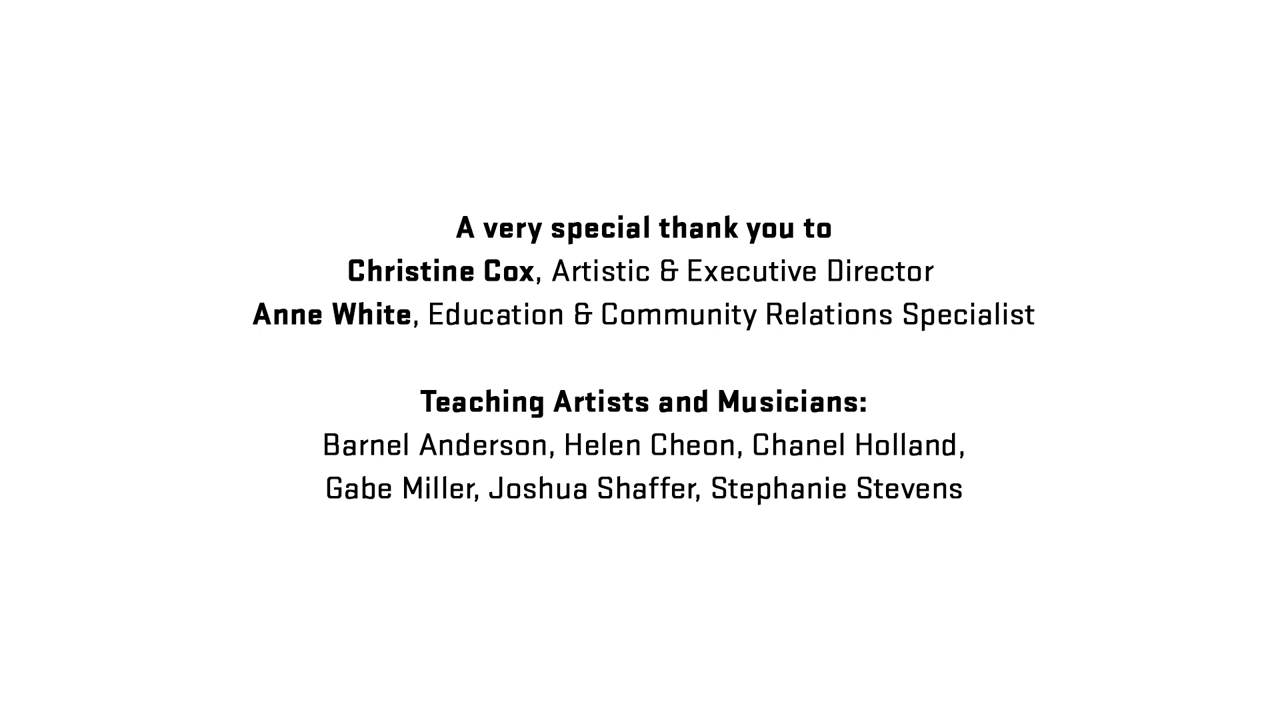 A very special thank you to
Christine Cox, Artistic & Executive Director
Anne White, Education & Community Relations Specialist
Teaching Artists and Musicians:
Barnel Anderson, Helen Cheon, Chanel Holland,
Gabe Miller, Joshua Shaffer, Stephanie Stevens